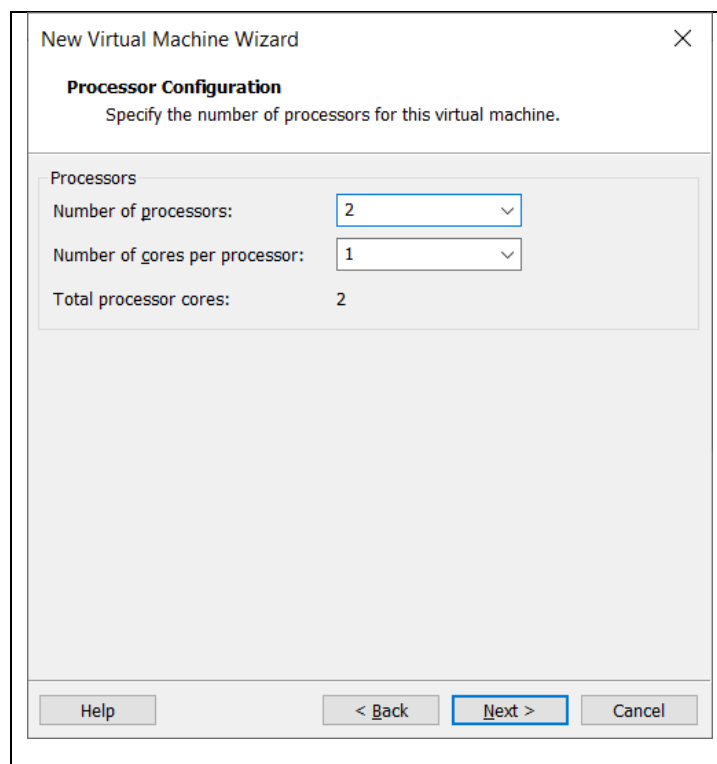 New Virtual Machine Wizard
Processor Configuration
Specify the number of processors for this virtual machine.
Processors
Number of processors: 2
Number of cores per processor: 1
Total processor cores: 2
Help < Back Next > Cancel